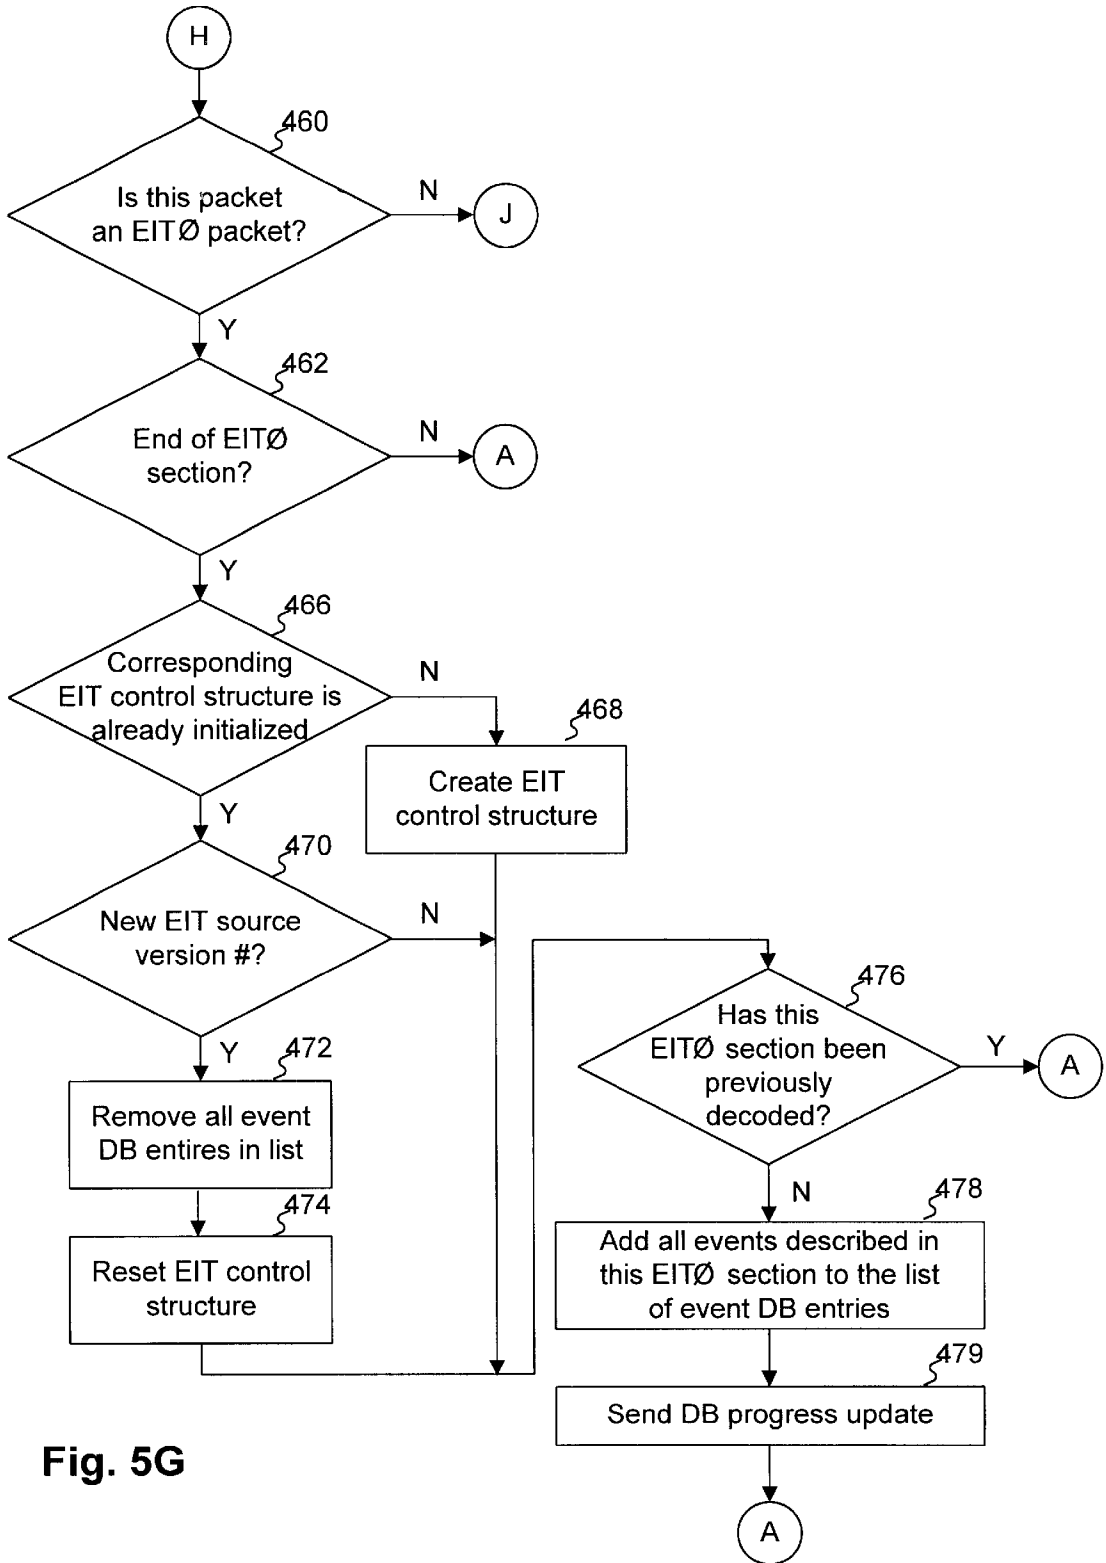 H
460
Is this packet
an EITØ packet?
N
J
Y
462
End of EITØ
section?
N
A
Y
466
Corresponding
EIT control structure is
already initialized
N
468
Create EIT
control structure
Y
470
New EIT source
version #?
N
Y
472
Remove all event
DB entires in list
474
Reset EIT control
structure
476
Has this
EITØ section been
previously
decoded?
Y
A
N
478
Add all events described in
this EITØ section to the list
of event DB entries
479
Send DB progress update
A
Fig. 5G